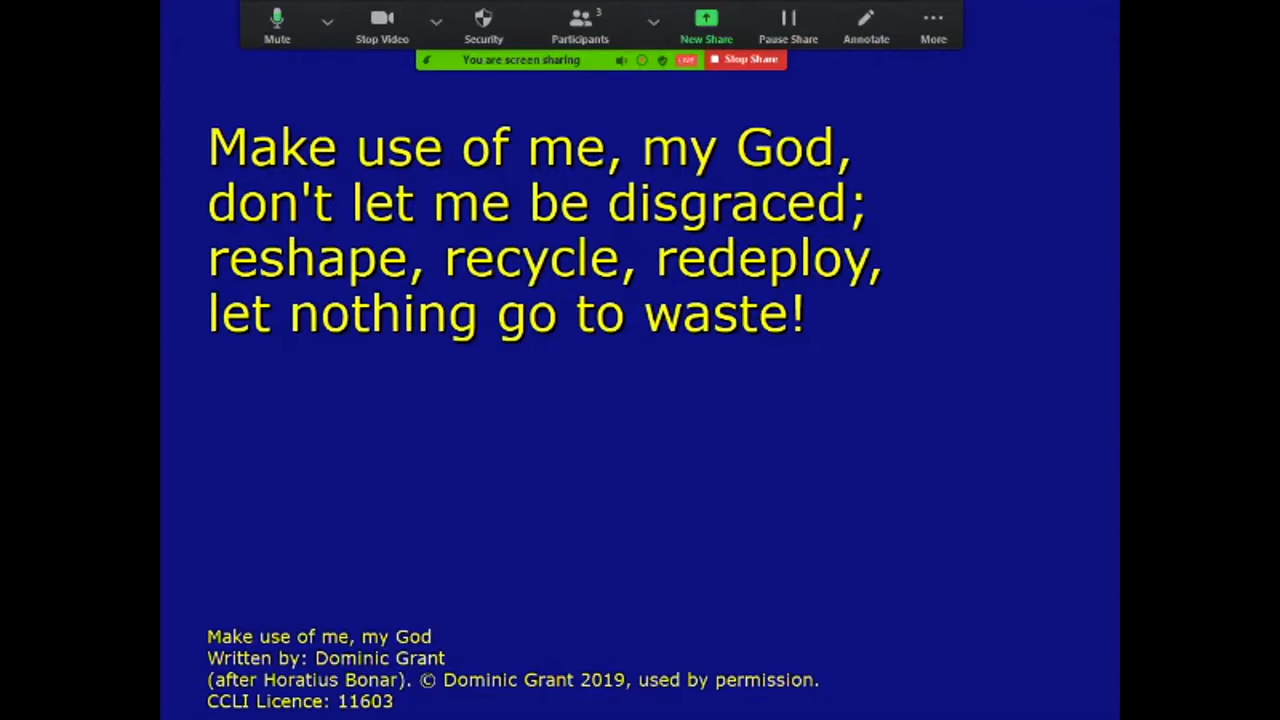 Mute
Stop Video
Security
Participants
3
New Share
Pause Share
Annotate
More
You are screen sharing
LIVE
Stop Share
Make use of me, my God,
don't let me be disgraced;
reshape, recycle, redeploy,
let nothing go to waste!
Make use of me, my God
Written by: Dominic Grant
(after Horatius Bonar). © Dominic Grant 2019, used by permission.
CCLI Licence: 11603